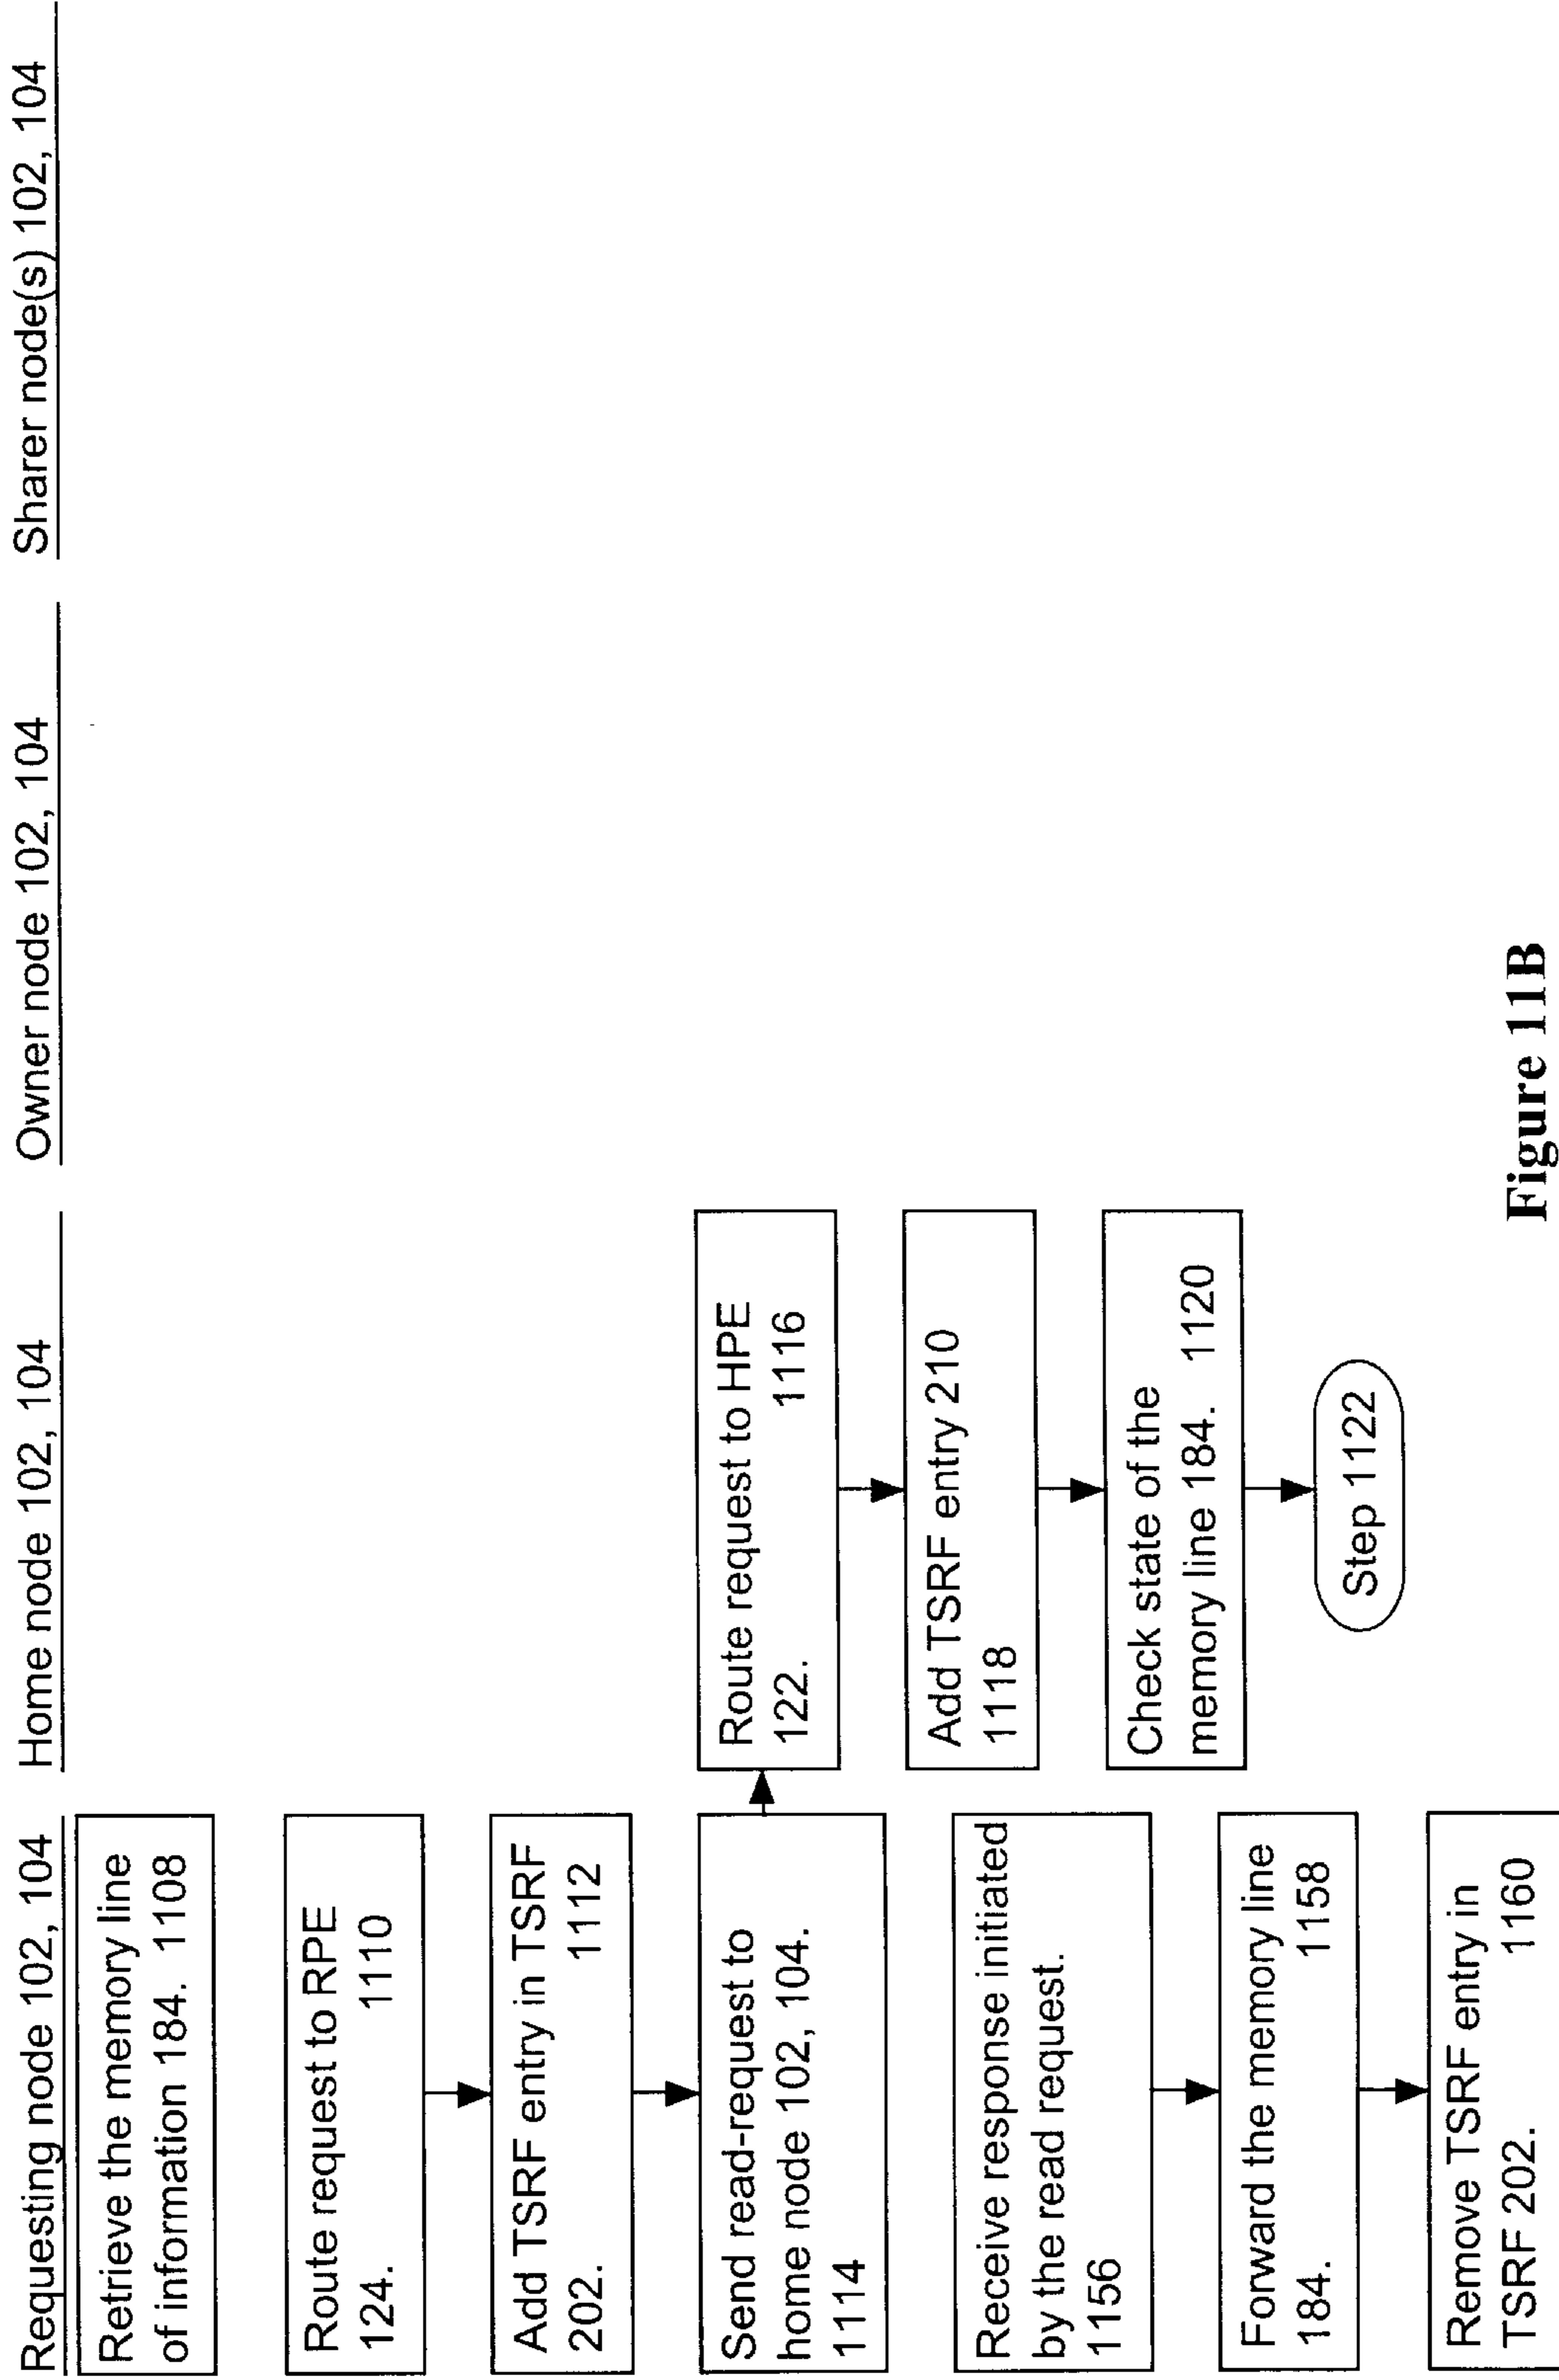 Requesting node 102, 104
Home node 102, 104
Owner node 102, 104
Sharer node(s) 102, 104
Retrieve the memory line
of information 184. 1108
Route request to RPE
124. 1110
Add TSRF entry in TSRF
202. 1112
Send read-request to
home node 102, 104.
1114
Route request to HPE
122. 1116
Add TSRF entry 210
1118
Check state of the
memory line 184. 1120
Step 1122
Receive response initiated
by the read request.
1156
Forward the memory line
184. 1158
Remove TSRF entry in
TSRF 202. 1160
Figure 11B